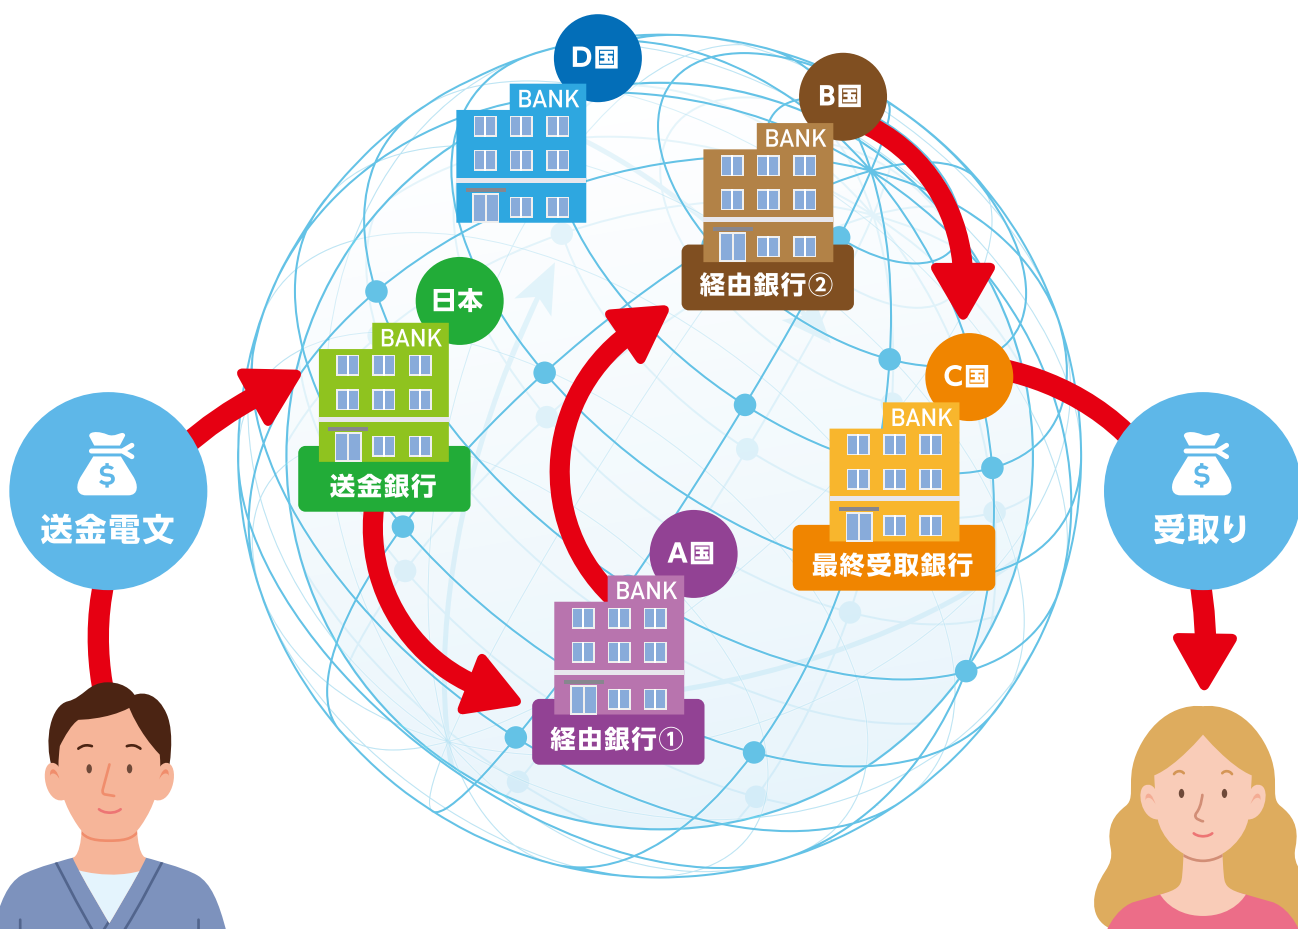 D国
BANK
B国
BANK
経由銀行②
日本
BANK
送金銀行
C国
BANK
最終受取銀行
$
送金電文
$
受取り
A国
BANK
経由銀行①